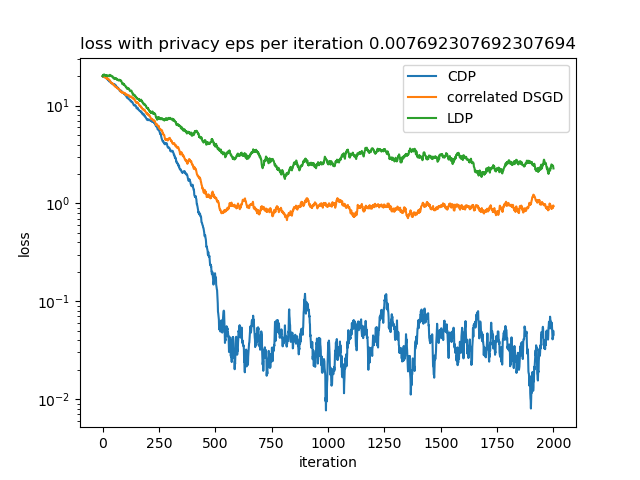 loss with privacy eps per iteration 0.007692307692307694
CDP
correlated DSGD
LDP
10¹
10⁰
10⁻¹
10⁻²
loss
0 250 500 750 1000 1250 1500 1750 2000
iteration